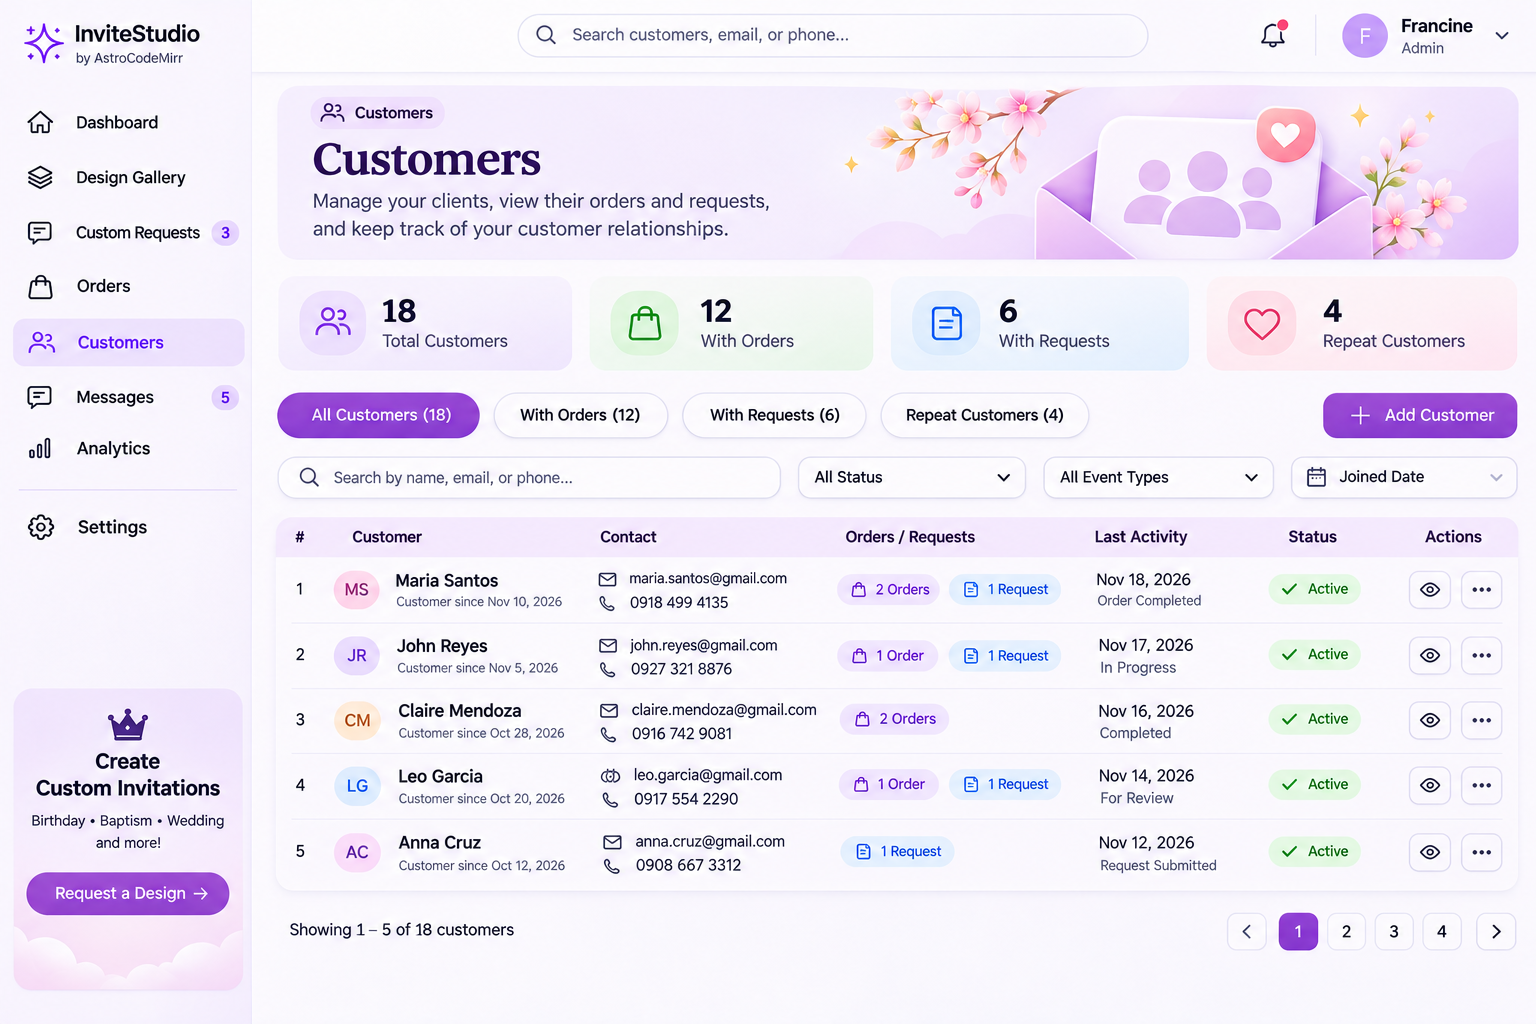 InviteStudio
by AstroCodeMirr
Search customers, email, or phone...
F
Francine
Admin
Dashboard
Design Gallery
Custom Requests 3
Orders
Customers
Messages 5
Analytics
Settings
Create
Custom Invitations
Birthday • Baptism • Wedding
and more!
Request a Design →
Customers
Customers
Manage your clients, view their orders and requests,
and keep track of your customer relationships.
18
Total Customers
12
With Orders
6
With Requests
4
Repeat Customers
All Customers (18)
With Orders (12)
With Requests (6)
Repeat Customers (4)
+ Add Customer
Search by name, email, or phone...
All Status
All Event Types
Joined Date
# Customer Contact Orders / Requests Last Activity Status Actions
1 MS Maria Santos maria.santos@gmail.com 2 Orders 1 Request Nov 18, 2026 Active
Customer since Nov 10, 2026 0918 499 4135 Order Completed
2 JR John Reyes john.reyes@gmail.com 1 Order 1 Request Nov 17, 2026 Active
Customer since Nov 5, 2026 0927 321 8876 In Progress
3 CM Claire Mendoza claire.mendoza@gmail.com 2 Orders Nov 16, 2026 Active
Customer since Oct 28, 2026 0916 742 9081 Completed
4 LG Leo Garcia leo.garcia@gmail.com 1 Order 1 Request Nov 14, 2026 Active
Customer since Oct 20, 2026 0917 554 2290 For Review
5 AC Anna Cruz anna.cruz@gmail.com 1 Request Nov 12, 2026 Active
Customer since Oct 12, 2026 0908 667 3312 Request Submitted
Showing 1 – 5 of 18 customers
1 2 3 4